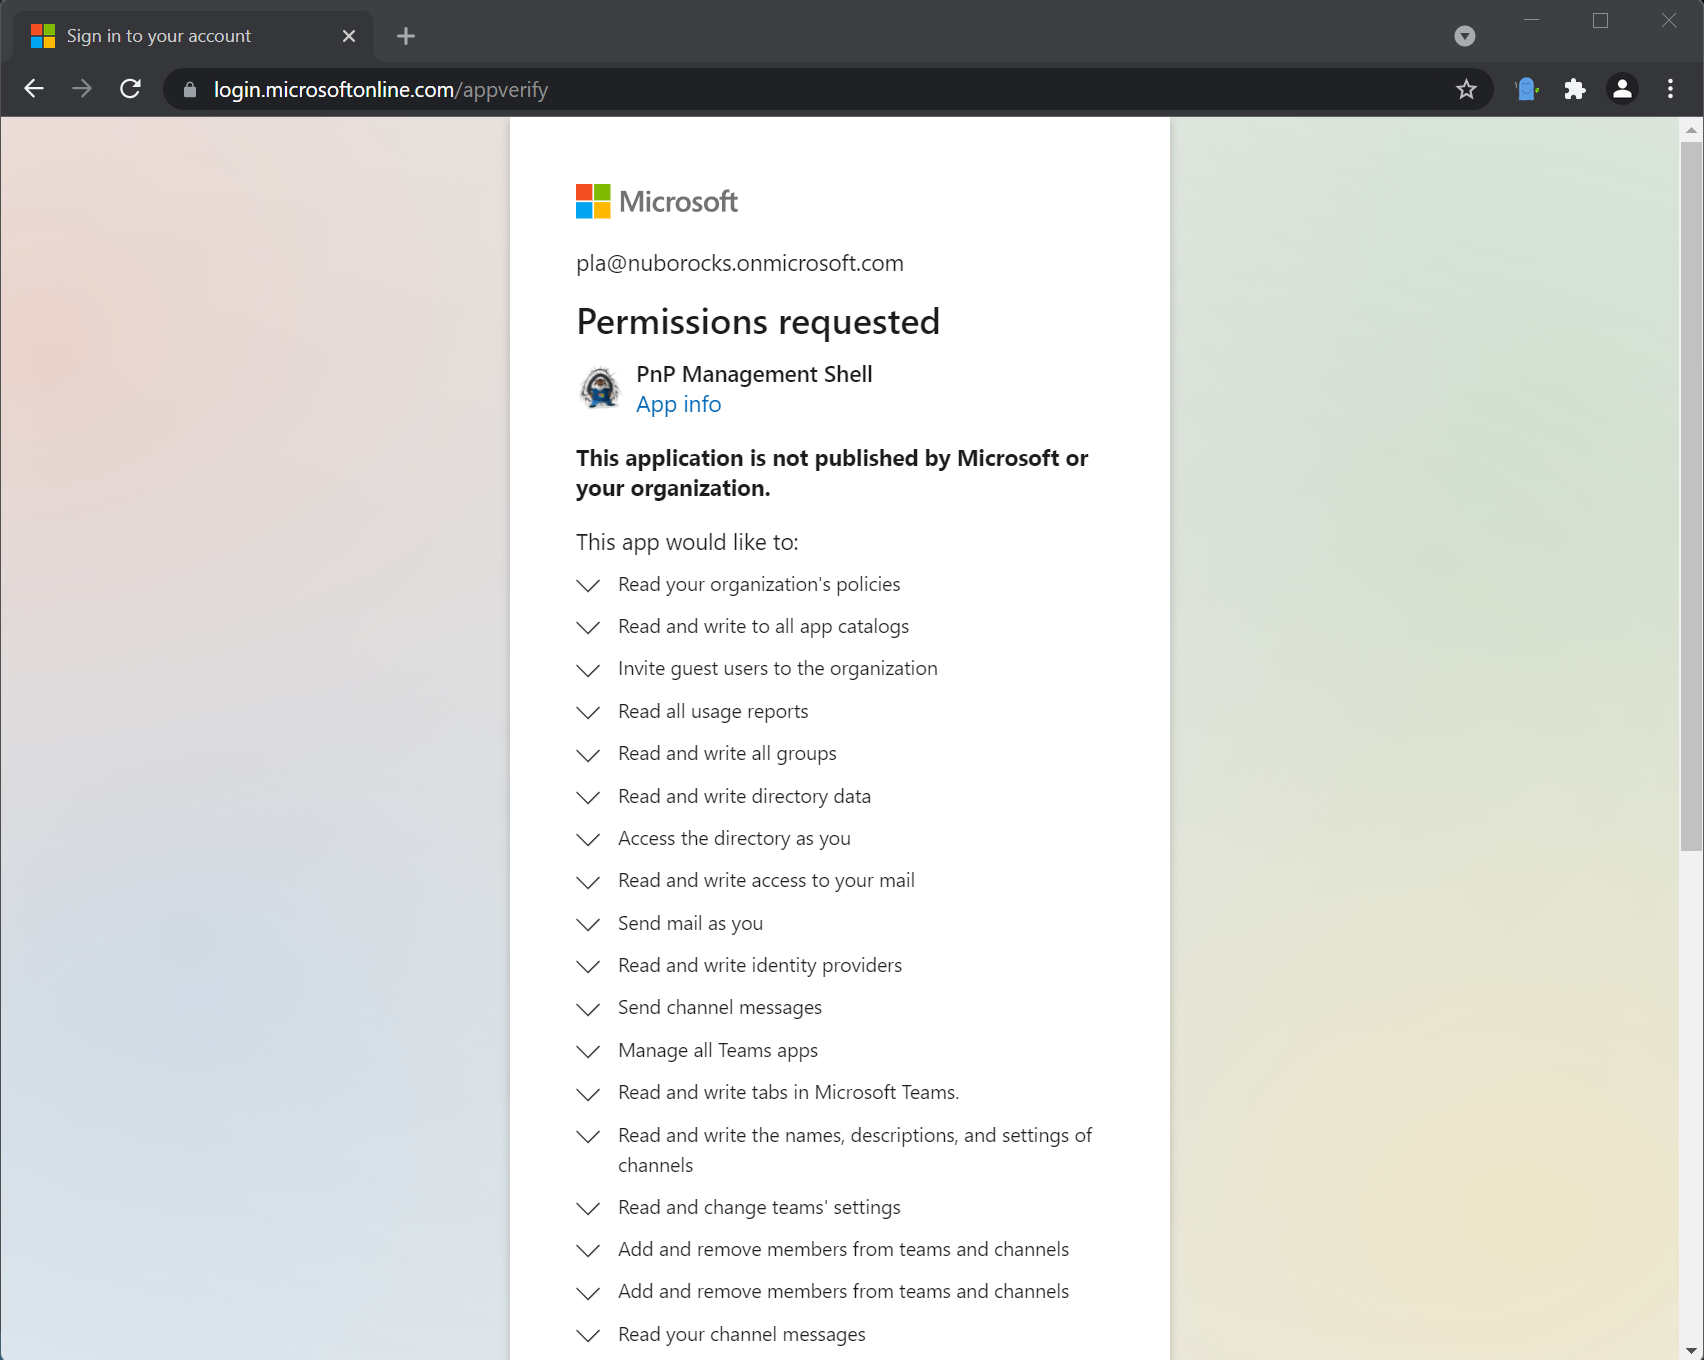 Sign in to your account
login.microsoftonline.com/appverify
Microsoft
pla@nuborocks.onmicrosoft.com
Permissions requested
PnP Management Shell
App info
This application is not published by Microsoft or
your organization.
This app would like to:
Read your organization's policies
Read and write to all app catalogs
Invite guest users to the organization
Read all usage reports
Read and write all groups
Read and write directory data
Access the directory as you
Read and write access to your mail
Send mail as you
Read and write identity providers
Send channel messages
Manage all Teams apps
Read and write tabs in Microsoft Teams.
Read and write the names, descriptions, and settings of
channels
Read and change teams' settings
Add and remove members from teams and channels
Add and remove members from teams and channels
Read your channel messages